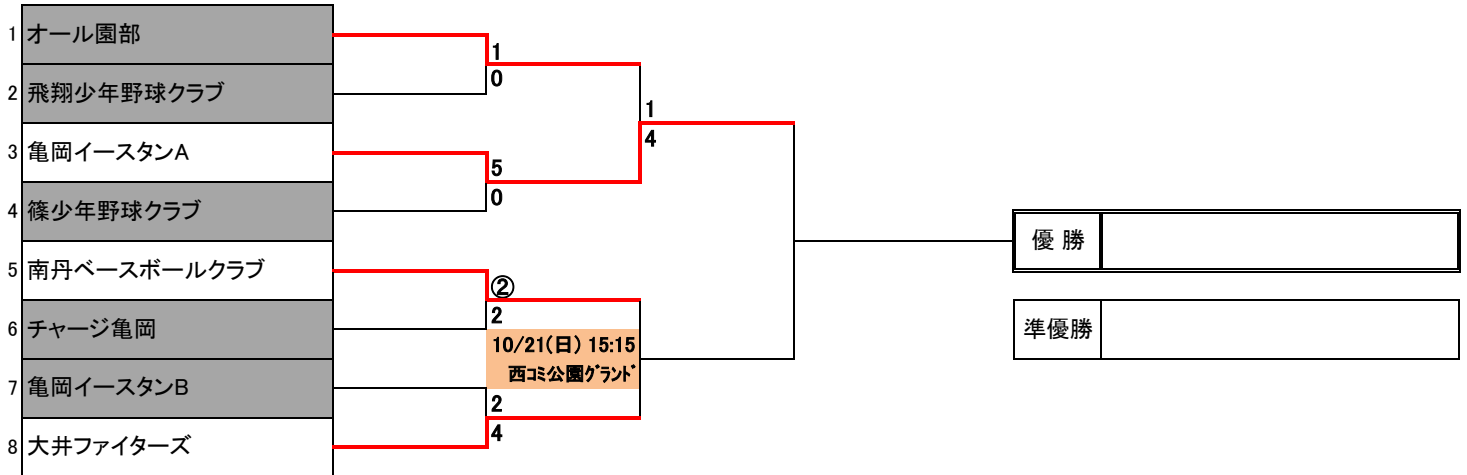 1 オール園部
1
0
2 飛翔少年野球クラブ
1
4
3 亀岡イースタンA
5
0
4 篠少年野球クラブ
優 勝
5 南丹ベースボールクラブ
②
2
6 チャージ亀岡
準優勝
10/21(日) 15:15
西コミ公園グランド
7 亀岡イースタンB
2
4
8 大井ファイターズ